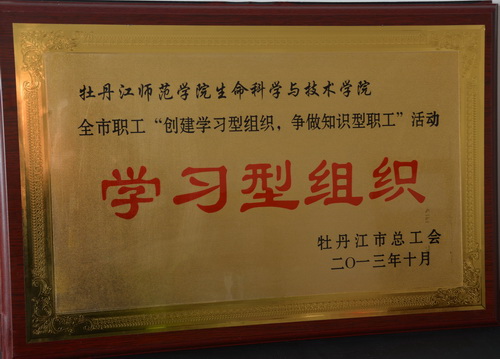 牡丹江师范学院生命科学与技术学院
全市职工“创建学习型组织，争做知识型职工”活动
学习型组织
牡丹江市总工会
二〇一三年十月